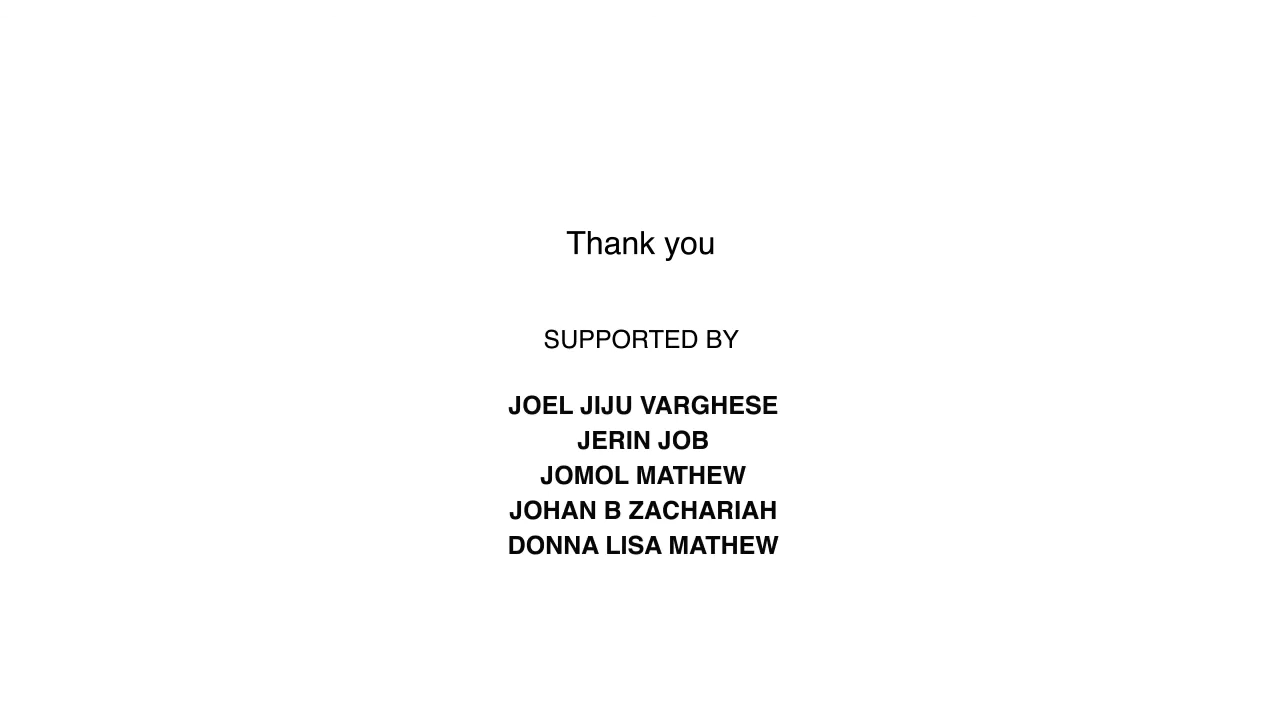 Thank you
SUPPORTED BY
JOEL JIJU VARGHESE
JERIN JOB
JOMOL MATHEW
JOHAN B ZACHARIAH
DONNA LISA MATHEW